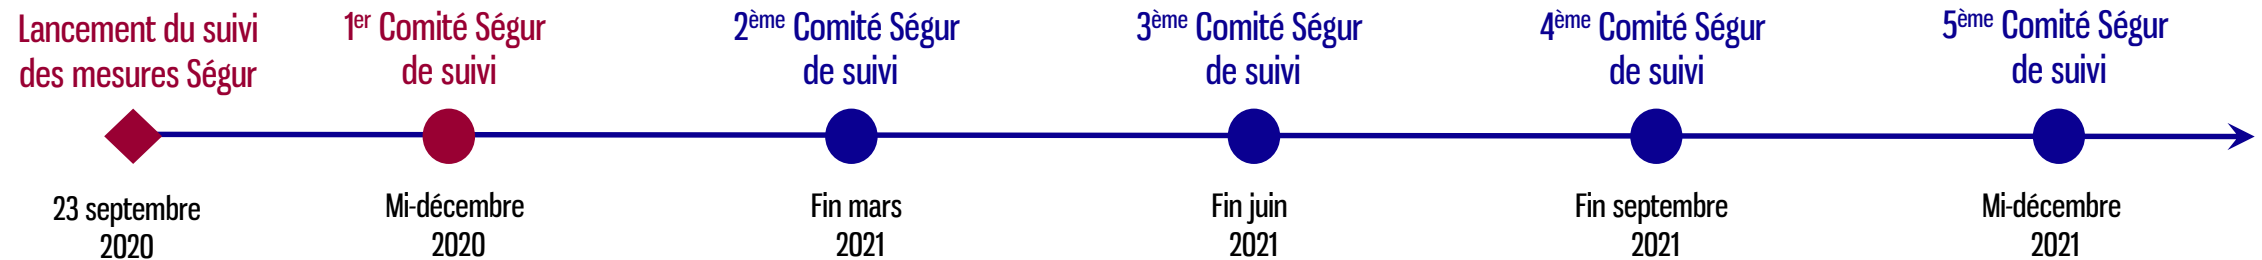 Lancement du suivi
des mesures Ségur
1er Comité Ségur
de suivi
2ème Comité Ségur
de suivi
3ème Comité Ségur
de suivi
4ème Comité Ségur
de suivi
5ème Comité Ségur
de suivi
23 septembre
2020
Mi-décembre
2020
Fin mars
2021
Fin juin
2021
Fin septembre
2021
Mi-décembre
2021